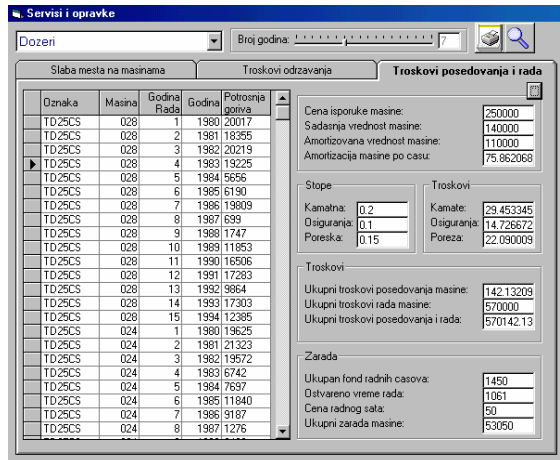 Servisi i opravke
Dozeri
Broj godina:
7
Slaba mesta na masinama
Troskovi odrzavanja
Troskovi posedovanja i rada
Oznaka Masina Godina Rada Godina Potrosnja goriva
TD25CS 028 1 1980 20017
TD25CS 028 2 1981 18355
TD25CS 028 3 1982 20219
TD25CS 028 4 1983 19225
TD25CS 028 5 1984 5656
TD25CS 028 6 1985 6190
TD25CS 028 7 1986 19809
TD25CS 028 8 1987 699
TD25CS 028 9 1988 1747
TD25CS 028 10 1989 11853
TD25CS 028 11 1990 16506
TD25CS 028 12 1991 17283
TD25CS 028 13 1992 9864
TD25CS 028 14 1993 17303
TD25CS 028 15 1994 12385
TD25CS 024 1 1980 19625
TD25CS 024 2 1981 21323
TD25CS 024 3 1982 19572
TD25CS 024 4 1983 6742
TD25CS 024 5 1984 7697
TD25CS 024 6 1985 11840
TD25CS 024 7 1986 9187
TD25CS 024 8 1987 1276
Cena isporuke masine: 250000
Sadasnja vrednost masine: 140000
Amortizovana vrednost masine: 110000
Amortizacija masine po casu: 75.862068
Stope
Kamatna: 0.2
Osiguranja: 0.1
Poreska: 0.15
Troskovi
Kamate: 29.453345
Osiguranja: 14.726672
Poreza: 22.090009
Troskovi
Ukupni troskovi posedovanja masine: 142.13209
Ukupni troskovi rada masine: 570000
Ukupni troskovi posedovanja i rada: 570142.13
Zarada
Ukupan fond radnih casova: 1450
Ostvareno vreme rada: 1061
Cena radnog sata: 50
Ukupni zarada masine: 53050